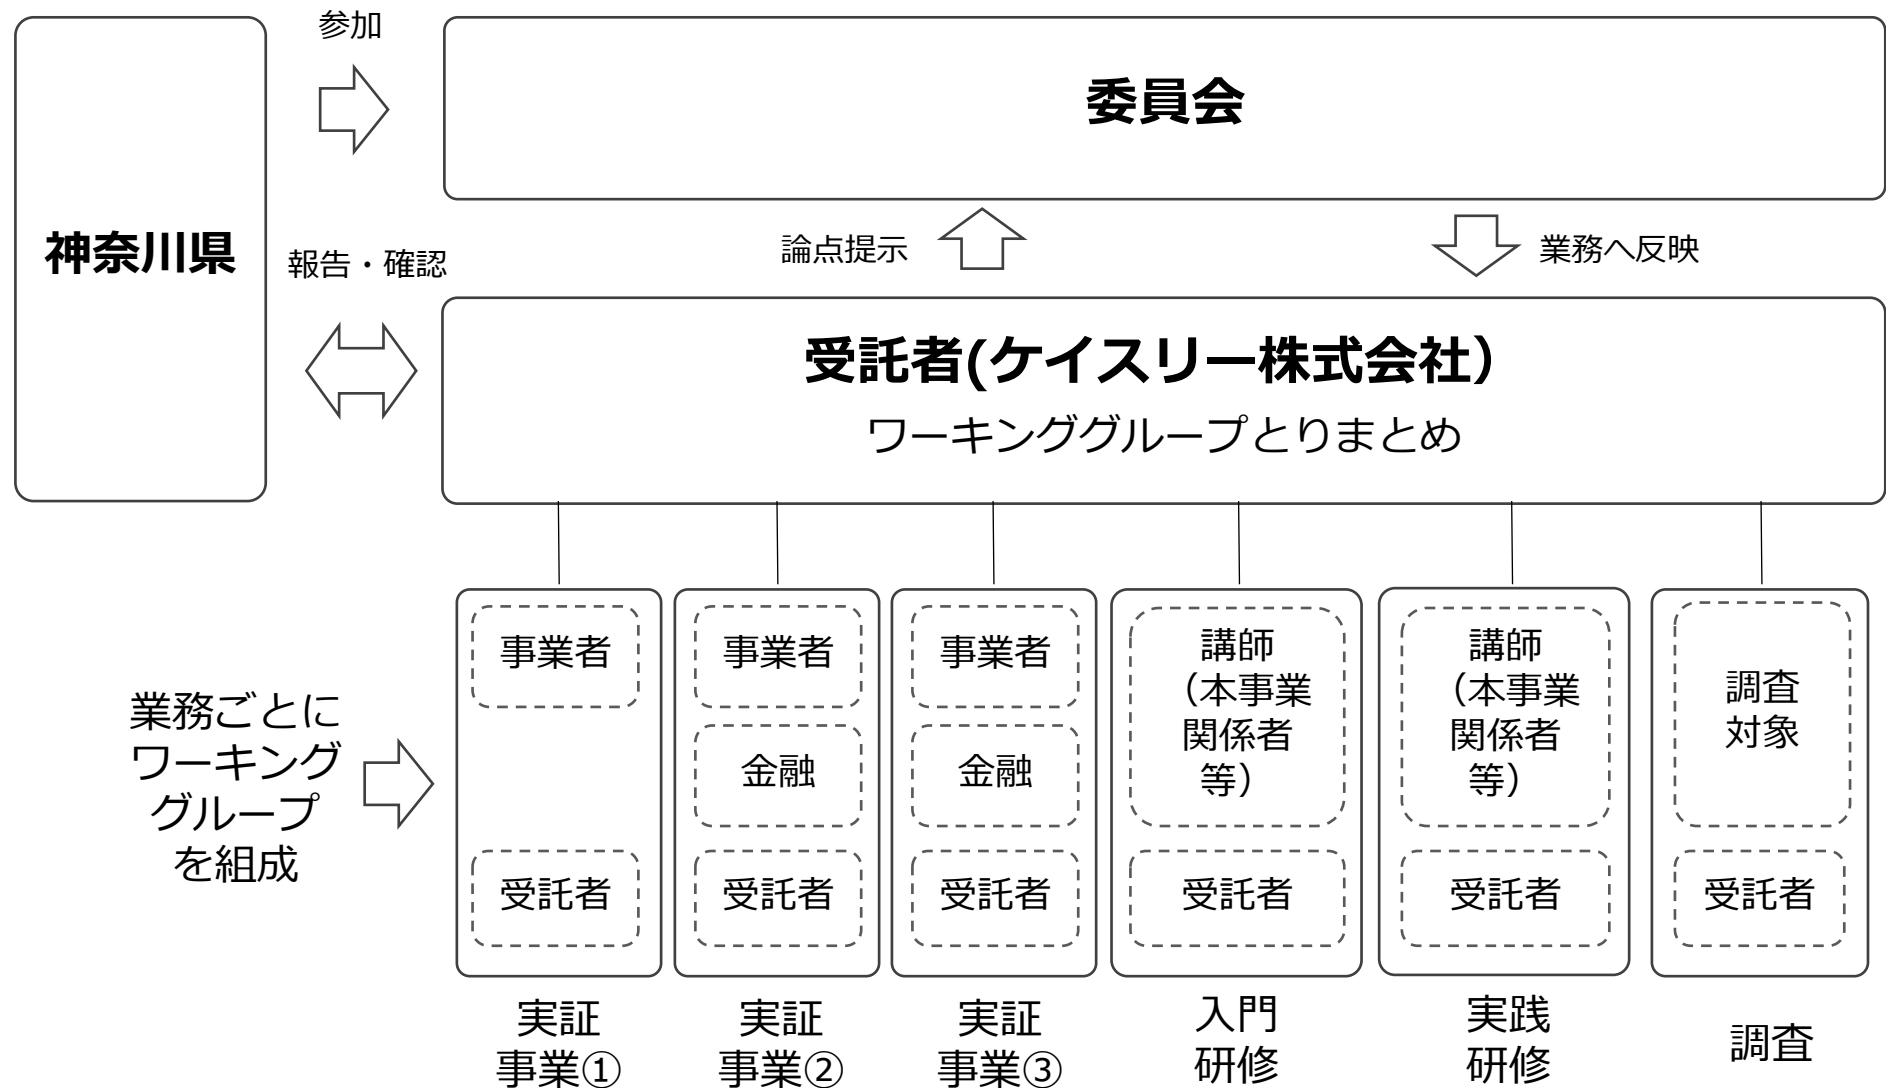 参加
委員会
神奈川県
報告・確認
論点提示
業務へ反映
受託者(ケイスリー株式会社）
ワーキンググループとりまとめ
業務ごとに
ワーキング
グループ
を組成
事業者
受託者
実証
事業①
事業者
金融
受託者
実証
事業②
事業者
金融
受託者
実証
事業③
講師
（本事業
関係者
等）
受託者
入門
研修
講師
（本事業
関係者
等）
受託者
実践
研修
調査
対象
受託者
調査